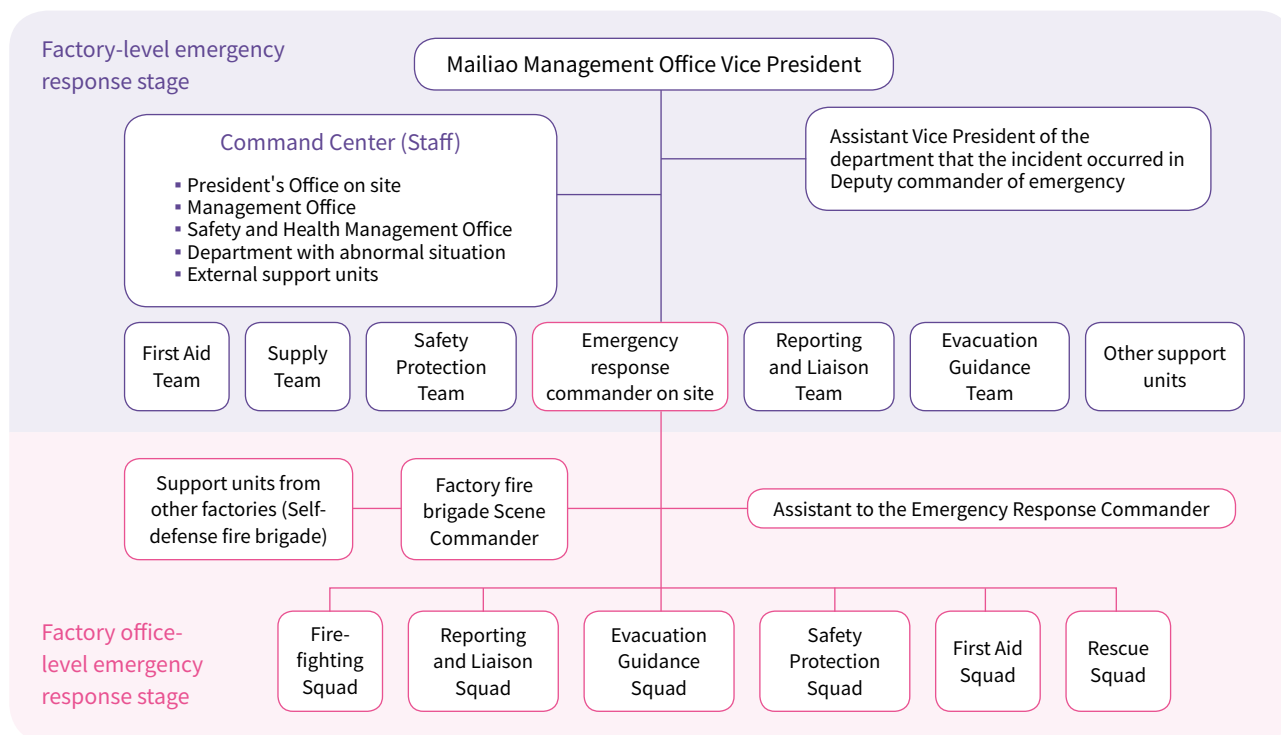 Factory-level emergency
response stage
Mailiao Management Office Vice President
Command Center (Staff)
▪ President's Office on site
▪ Management Office
▪ Safety and Health Management Office
▪ Department with abnormal situation
▪ External support units
Assistant Vice President of the
department that the incident occurred in
Deputy commander of emergency
First Aid
Team
Supply
Team
Safety
Protection
Team
Emergency
response
commander on site
Reporting
and Liaison
Team
Evacuation
Guidance
Team
Other support
units
Support units from
other factories (Self-
defense fire brigade)
Factory fire
brigade Scene
Commander
Assistant to the Emergency Response Commander
Factory office-
level emergency
response stage
Fire-
fighting
Squad
Reporting
and Liaison
Squad
Evacuation
Guidance
Squad
Safety
Protection
Squad
First Aid
Squad
Rescue
Squad